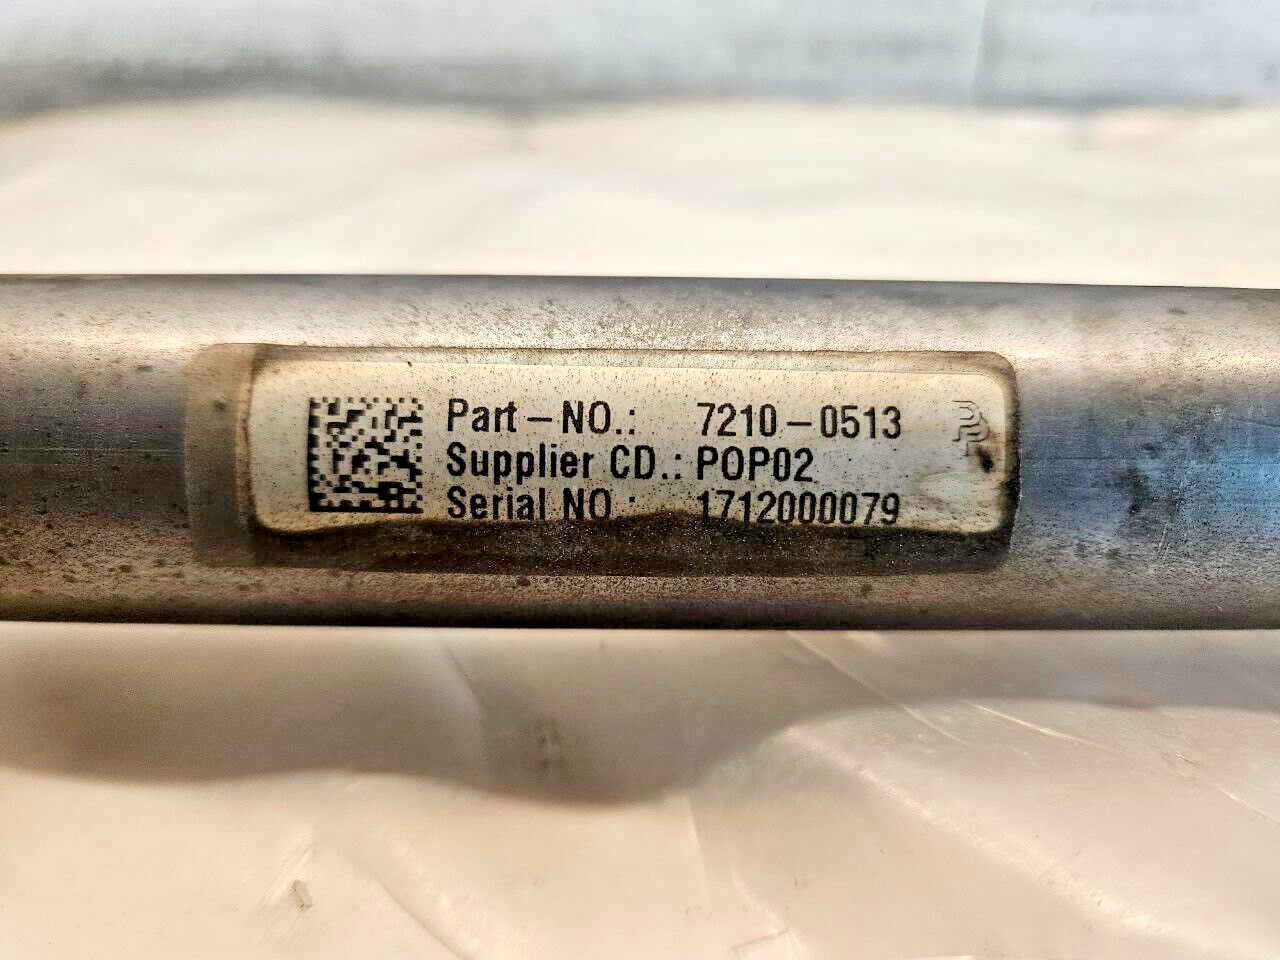 Part-NO.: 7210-0513
Supplier CD.: POP02
Serial NO.: 1712000079